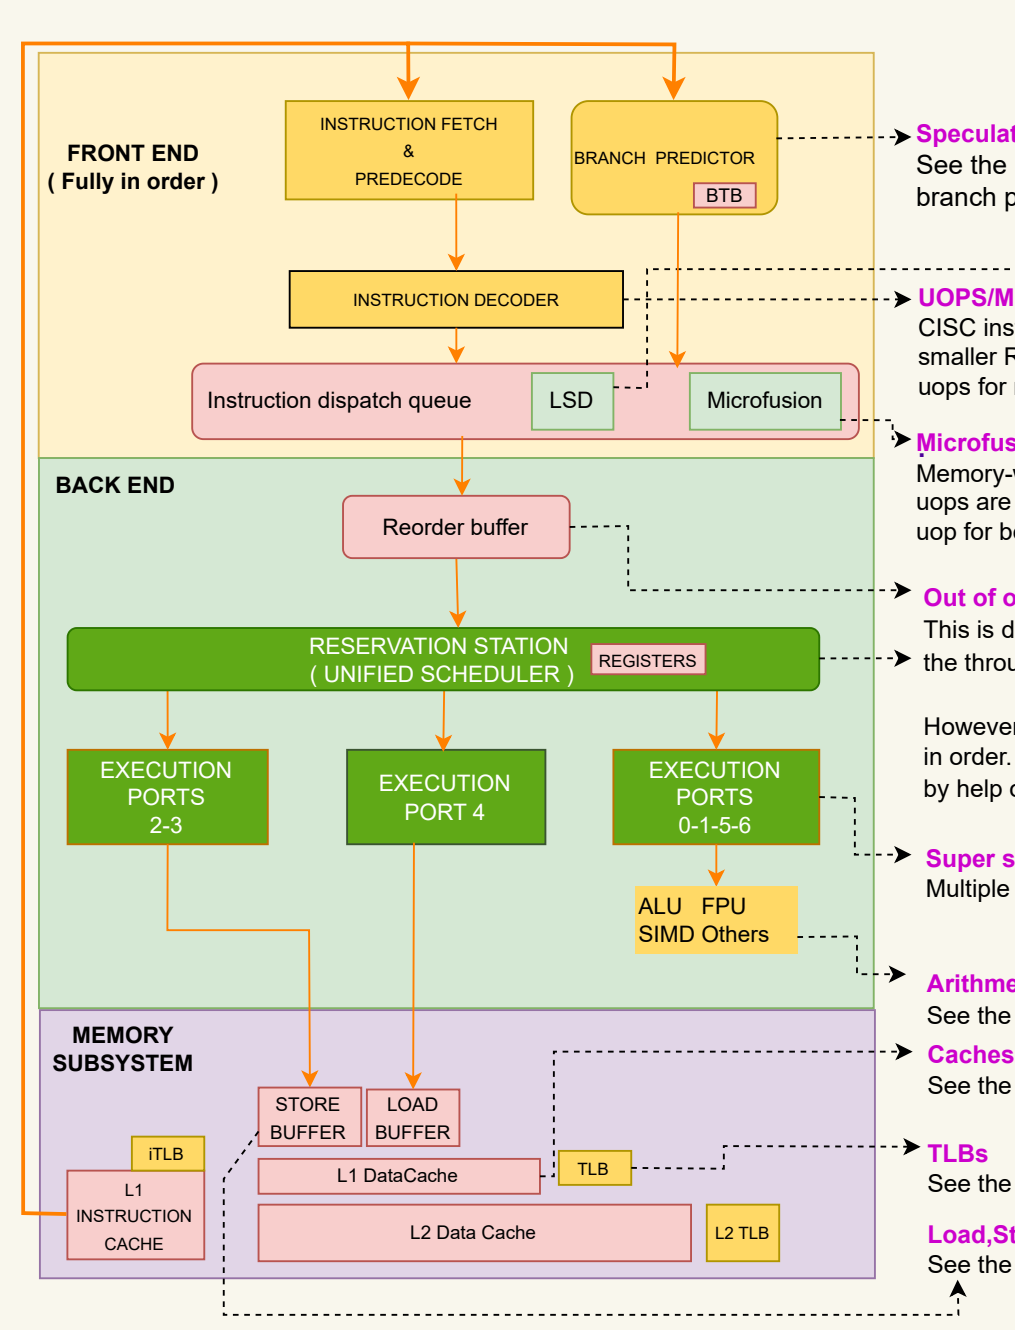 FRONT END
( Fully in order )
INSTRUCTION FETCH
&
PREDECODE
BRANCH PREDICTOR
BTB
See the
INSTRUCTION DECODER
CISC
smaller
uops for
Instruction dispatch queue
LSD
Microfusion
uops are
uop for
BACK END
Reorder buffer
Out of
This is
the
RESERVATION STATION
( UNIFIED SCHEDULER )
REGISTERS
However
in order.
by help
EXECUTION
PORTS
2-3
EXECUTION
PORT 4
EXECUTION
PORTS
0-1-5-6
Super
Multiple
ALU FPU
SIMD Others
See the
MEMORY
SUBSYSTEM
Caches
See the
STORE
BUFFER
LOAD
BUFFER
iTLB
L1
INSTRUCTION
CACHE
L1 DataCache
TLB
TLBs
See the
L2 Data Cache
L2 TLB
See the